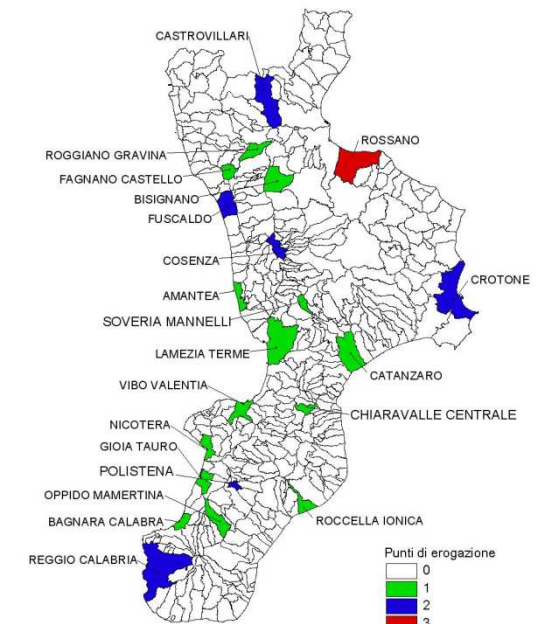 CASTROVILLARI
ROSSANO
ROGGIANO GRAVINA
FAGNANO CASTELLO
BISIGNANO
FUSCALDO
COSENZA
CROTONE
AMANTEA
SOVERIA MANNELLI
LAMEZIA TERME
CATANZARO
VIBO VALENTIA
CHIARAVALLE CENTRALE
NICOTERA
GIOIA TAURO
POLISTENA
OPPIDO MAMERTINA
BAGNARA CALABRA
ROCCELLA IONICA
REGGIO CALABRIA
Punti di erogazione
0
1
2
3